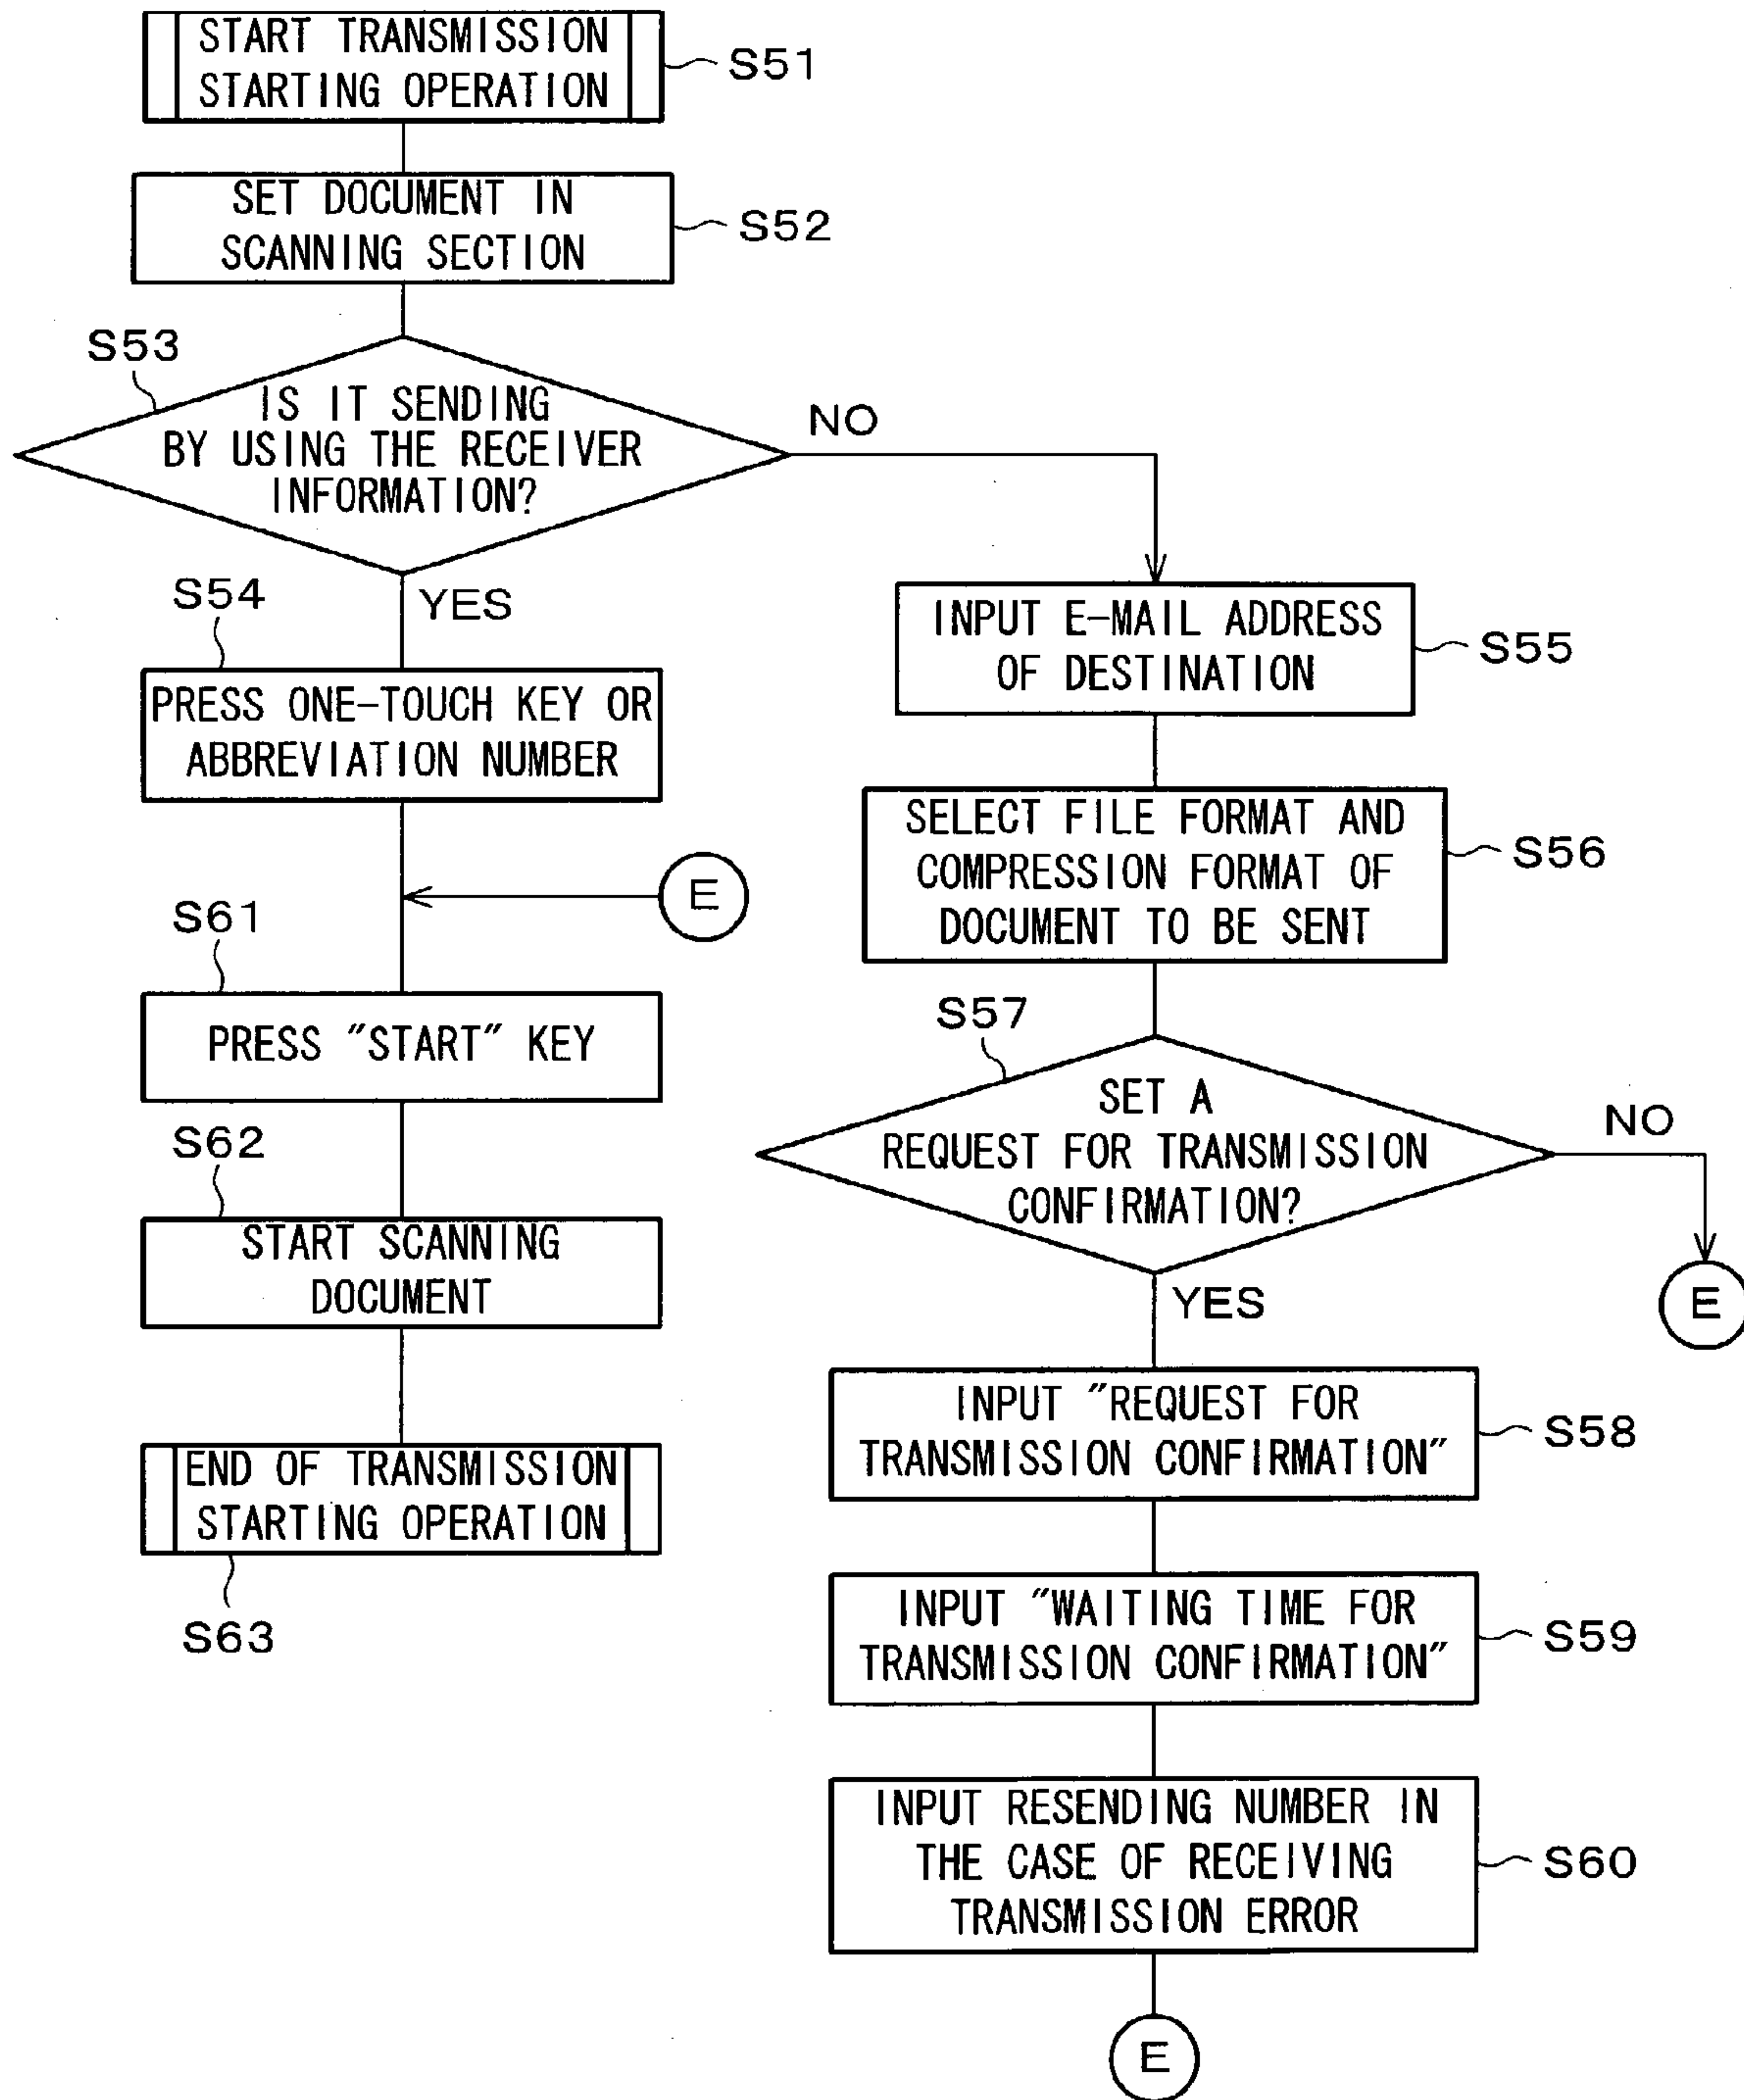 START TRANSMISSION
STARTING OPERATION
S51
SET DOCUMENT IN
SCANNING SECTION
S52
S53
IS IT SENDING
BY USING THE RECEIVER
INFORMATION?
NO
YES
S54
PRESS ONE-TOUCH KEY OR
ABBREVIATION NUMBER
E
S61
PRESS "START" KEY
S62
START SCANNING
DOCUMENT
END OF TRANSMISSION
STARTING OPERATION
S63
INPUT E-MAIL ADDRESS
OF DESTINATION
S55
SELECT FILE FORMAT AND
COMPRESSION FORMAT OF
DOCUMENT TO BE SENT
S56
S57
SET A
REQUEST FOR TRANSMISSION
CONFIRMATION?
NO
E
YES
INPUT "REQUEST FOR
TRANSMISSION CONFIRMATION"
S58
INPUT "WAITING TIME FOR
TRANSMISSION CONFIRMATION"
S59
INPUT RESENDING NUMBER IN
THE CASE OF RECEIVING
TRANSMISSION ERROR
S60
E